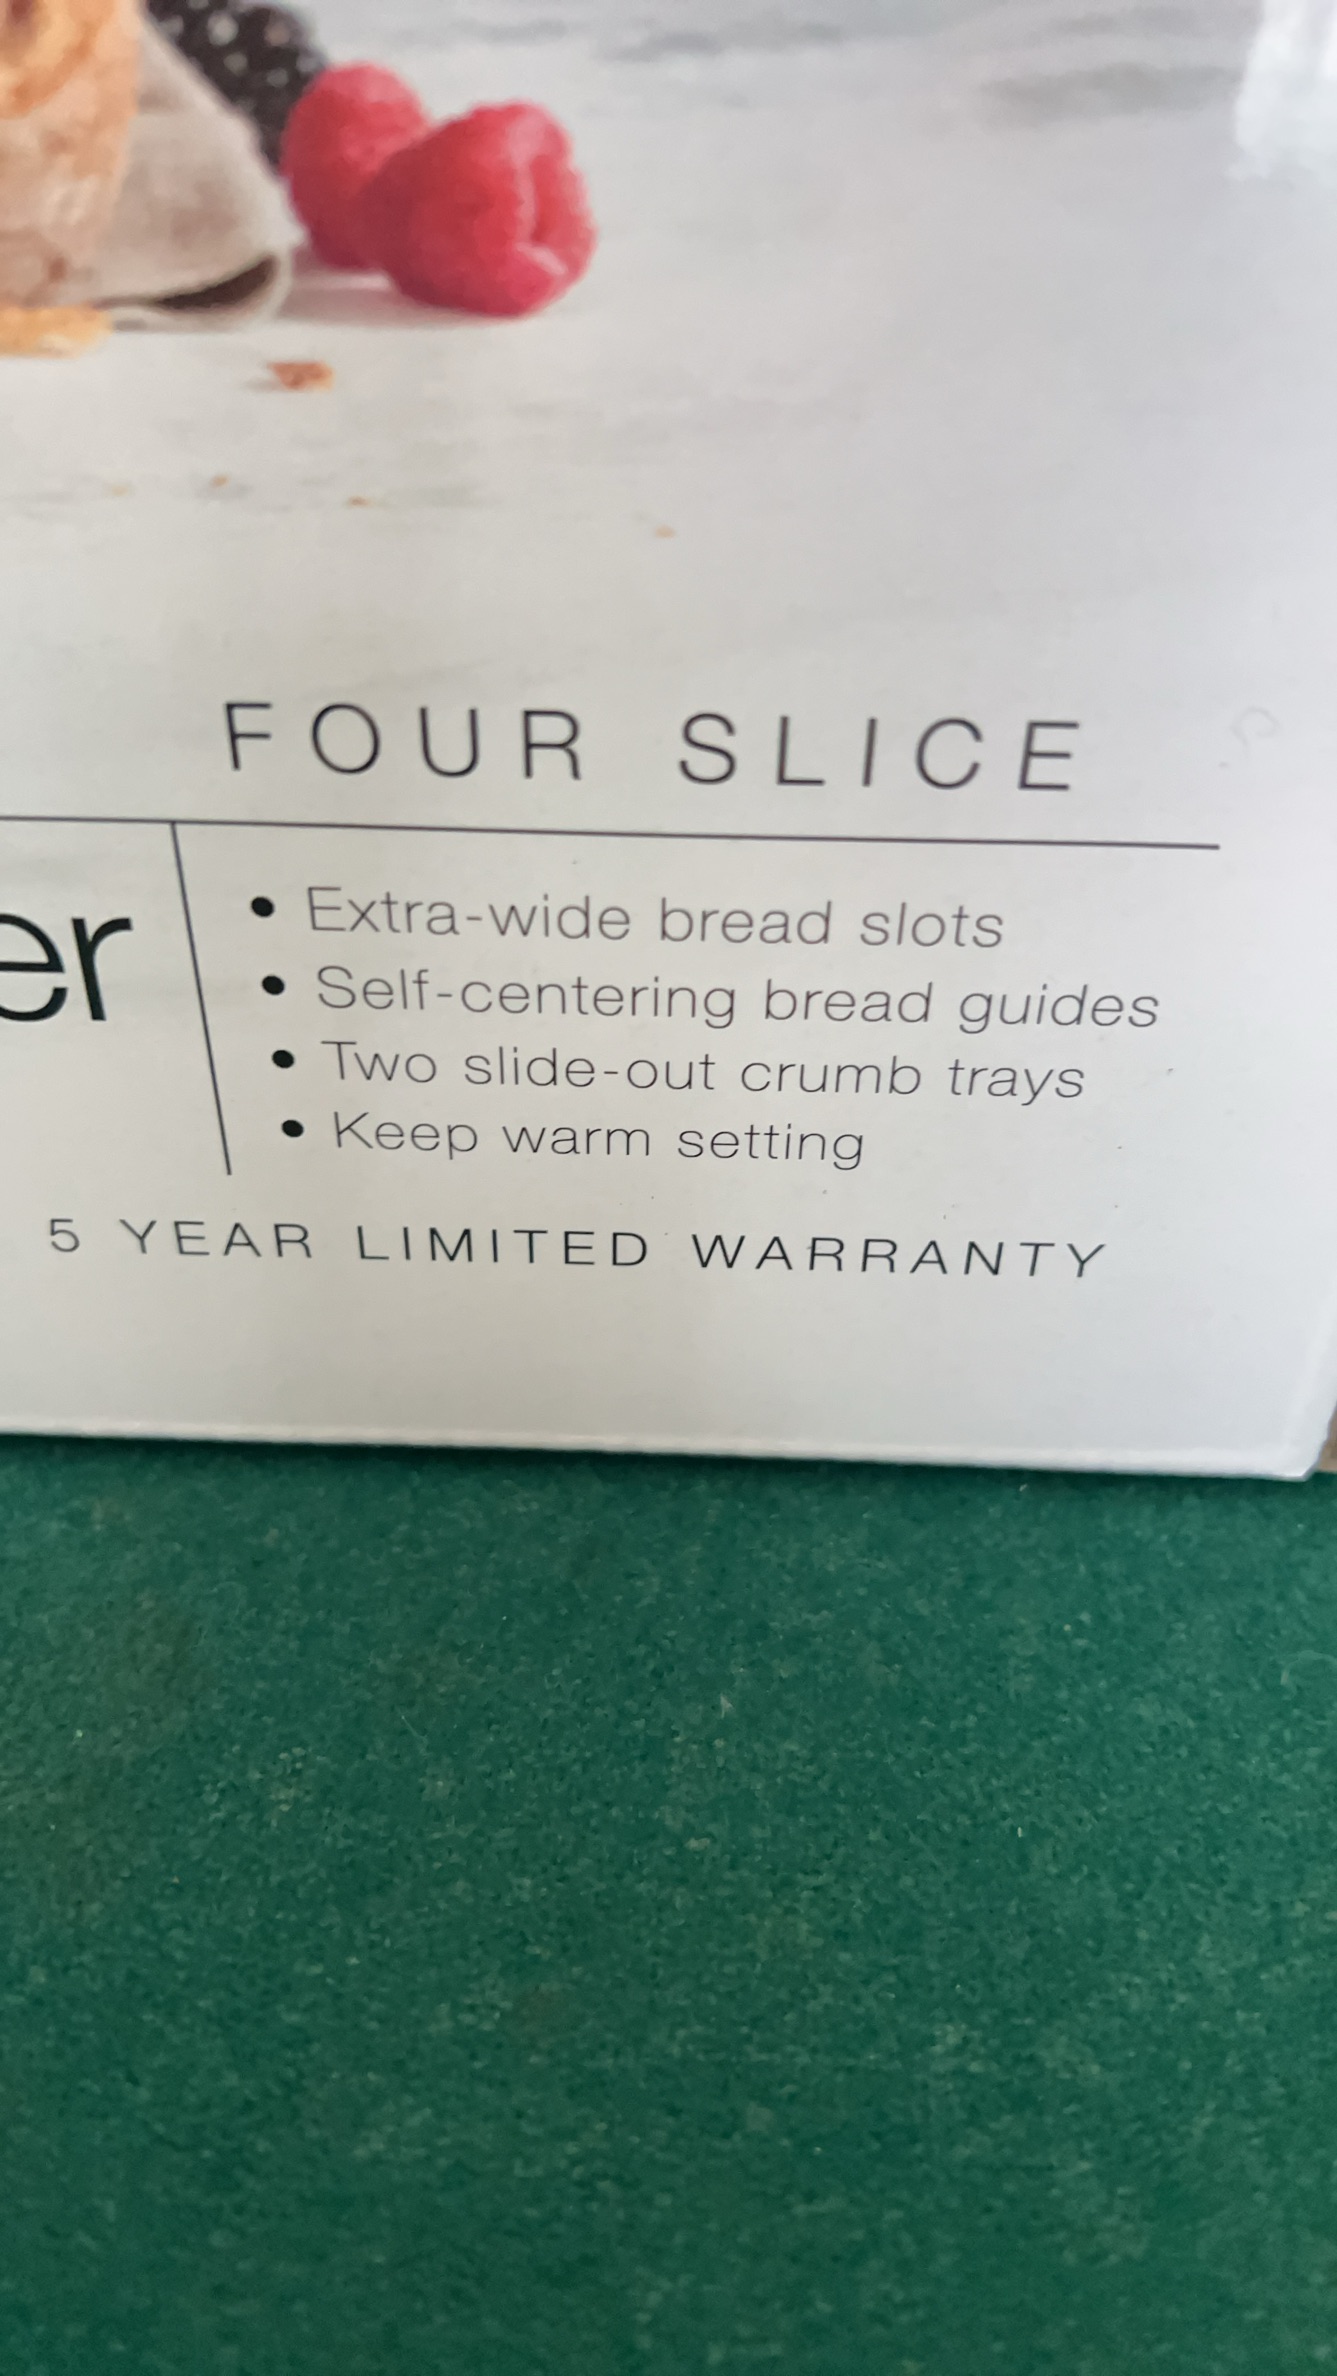 FOUR SLICE
er
• Extra-wide bread slots
• Self-centering bread guides
• Two slide-out crumb trays
• Keep warm setting
5 YEAR LIMITED WARRANTY